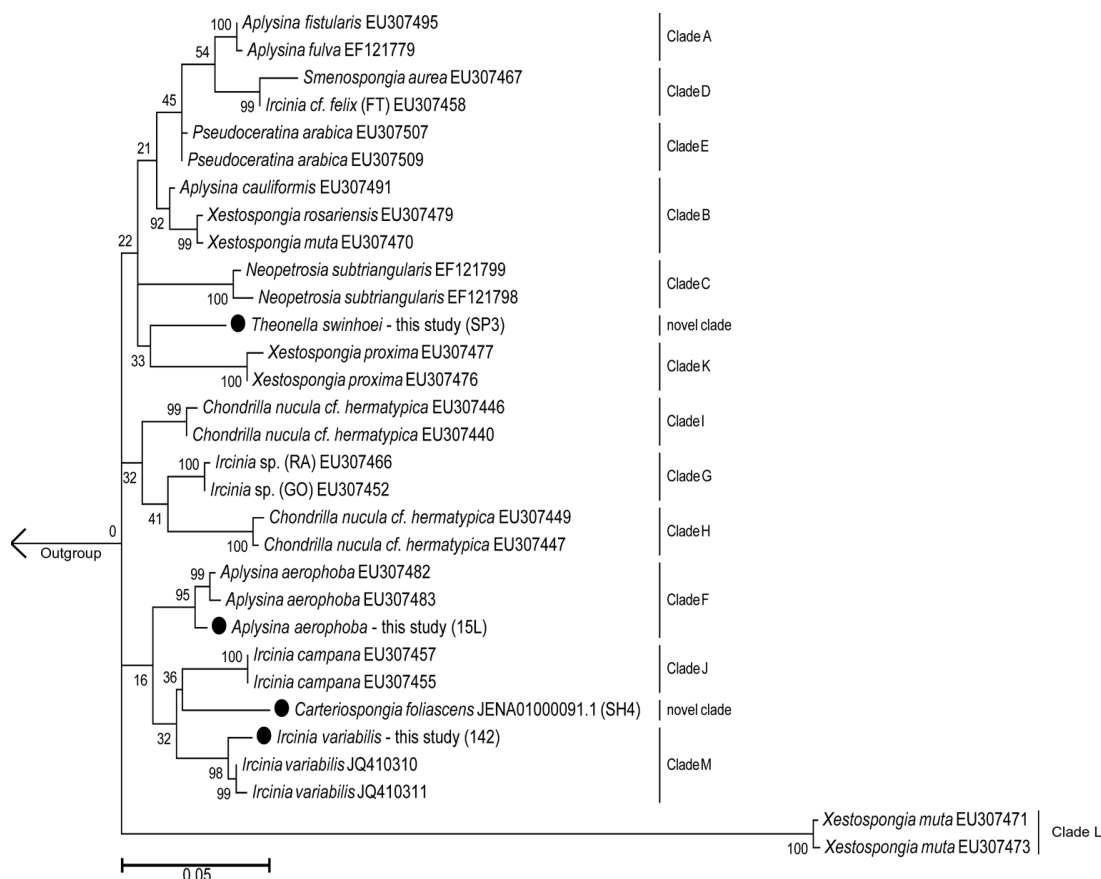 100 Aplysina fistularis EU307495
Clade A
54 Aplysina fulva EF121779
Smenospongia aurea EU307467
Clade D
45 99 Ircinia cf. felix (FT) EU307458
Pseudoceratina arabica EU307507
Clade E
21 Pseudoceratina arabica EU307509
Aplysina cauliformis EU307491
92 Xestospongia rosariensis EU307479
Clade B
22 99 Xestospongia muta EU307470
Neopetrosia subtriangularis EF121799
Clade C
100 Neopetrosia subtriangularis EF121798
Theonella swinhoei - this study (SP3)
novel clade
33 Xestospongia proxima EU307477
Clade K
100 Xestospongia proxima EU307476
99 Chondrilla nucula cf. hermatypica EU307446
Clade I
Chondrilla nucula cf. hermatypica EU307440
32 100 Ircinia sp. (RA) EU307466
Clade G
Ircinia sp. (GO) EU307452
41 Chondrilla nucula cf. hermatypica EU307449
Clade H
0 100 Chondrilla nucula cf. hermatypica EU307447
Outgroup
99 Aplysina aerophoba EU307482
95 Aplysina aerophoba EU307483
Clade F
Aplysina aerophoba - this study (15L)
100 Ircinia campana EU307457
Clade J
16 36 Ircinia campana EU307455
Carteriospongia foliascens JENA01000091.1 (SH4)
novel clade
32 Ircinia variabilis - this study (142)
98 Ircinia variabilis JQ410310
Clade M
99 Ircinia variabilis JQ410311
Xestospongia muta EU307471
Clade L
100 Xestospongia muta EU307473
0.05